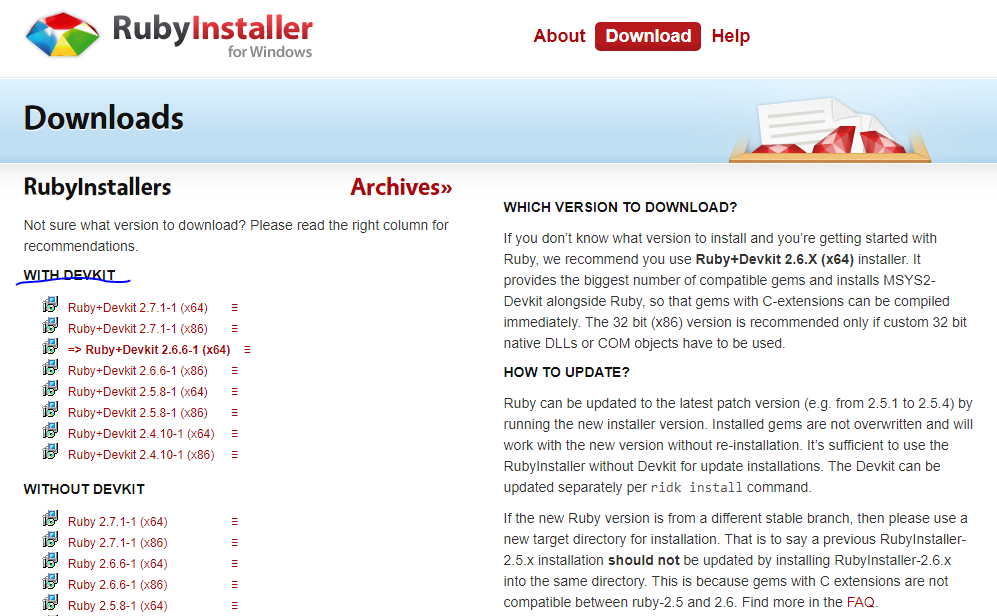 RubyInstaller
for Windows
About Download Help
Downloads
RubyInstallers Archives»
Not sure what version to download? Please read the right column for
recommendations.
WITH DEVKIT
Ruby+Devkit 2.7.1-1 (x64)
Ruby+Devkit 2.7.1-1 (x86)
=> Ruby+Devkit 2.6.6-1 (x64)
Ruby+Devkit 2.6.6-1 (x86)
Ruby+Devkit 2.5.8-1 (x64)
Ruby+Devkit 2.5.8-1 (x86)
Ruby+Devkit 2.4.10-1 (x64)
Ruby+Devkit 2.4.10-1 (x86)
WITHOUT DEVKIT
Ruby 2.7.1-1 (x64)
Ruby 2.7.1-1 (x86)
Ruby 2.6.6-1 (x64)
Ruby 2.6.6-1 (x86)
Ruby 2.5.8-1 (x64)
WHICH VERSION TO DOWNLOAD?
If you don’t know what version to install and you’re getting started with
Ruby, we recommend you use Ruby+Devkit 2.6.X (x64) installer. It
provides the biggest number of compatible gems and installs MSYS2-
Devkit alongside Ruby, so that gems with C-extensions can be compiled
immediately. The 32 bit (x86) version is recommended only if custom 32 bit
native DLLs or COM objects have to be used.
HOW TO UPDATE?
Ruby can be updated to the latest patch version (e.g. from 2.5.1 to 2.5.4) by
running the new installer version. Installed gems are not overwritten and will
work with the new version without re-installation. It’s sufficient to use the
RubyInstaller without Devkit for update installations. The Devkit can be
updated separately per ridk install command.
If the new Ruby version is from a different stable branch, then please use a
new target directory for installation. That is to say a previous RubyInstaller-
2.5.x installation should not be updated by installing RubyInstaller-2.6.x
into the same directory. This is because gems with C extensions are not
compatible between ruby-2.5 and 2.6. Find more in the FAQ.